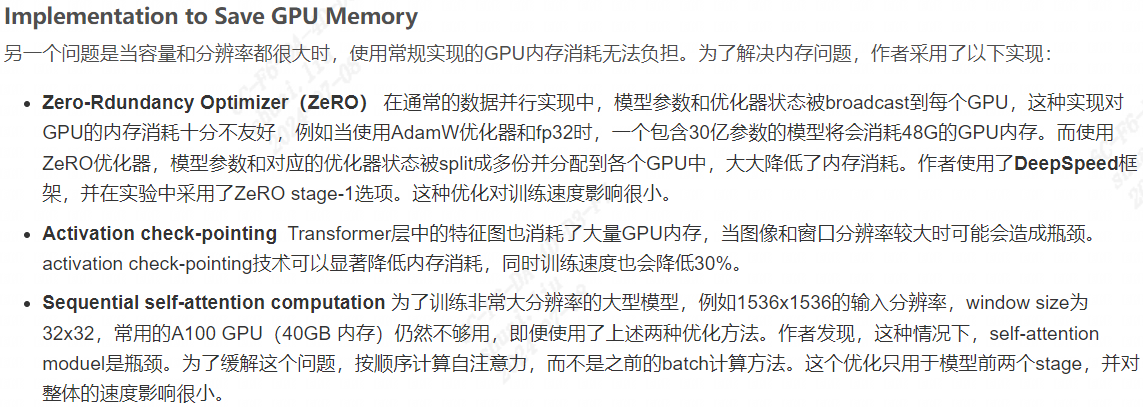 Implementation to Save GPU Memory
另一个问题是当容量和分辨率都很大时，使用常规实现的GPU内存消耗无法负担。为了解决内存问题，作者采用了以下实现：
• Zero-Rdundancy Optimizer（ZeRO） 在通常的数据并行实现中，模型参数和优化器状态被broadcast到每个GPU，这种实现对
GPU的内存消耗十分不友好，例如当使用AdamW优化器和fp32时，一个包含30亿参数的模型将会消耗48G的GPU内存。而使用
ZeRO优化器，模型参数和对应的优化器状态被split成多份并分配到各个GPU中，大大降低了内存消耗。作者使用了DeepSpeed框
架，并在实验中采用了ZeRO stage-1选项。这种优化对训练速度影响很小。
• Activation check-pointing Transformer层中的特征图也消耗了大量GPU内存，当图像和窗口分辨率较大时可能会造成瓶颈。
activation check-pointing技术可以显著降低内存消耗，同时训练速度也会降低30%。
• Sequential self-attention computation 为了训练非常大分辨率的大型模型，例如1536x1536的输入分辨率，window size为
32x32，常用的A100 GPU（40GB 内存）仍然不够用，即便使用了上述两种优化方法。作者发现，这种情况下，self-attention
moduel是瓶颈。为了缓解这个问题，按顺序计算自注意力，而不是之前的batch计算方法。这个优化只用于模型前两个stage，并对
整体的速度影响很小。